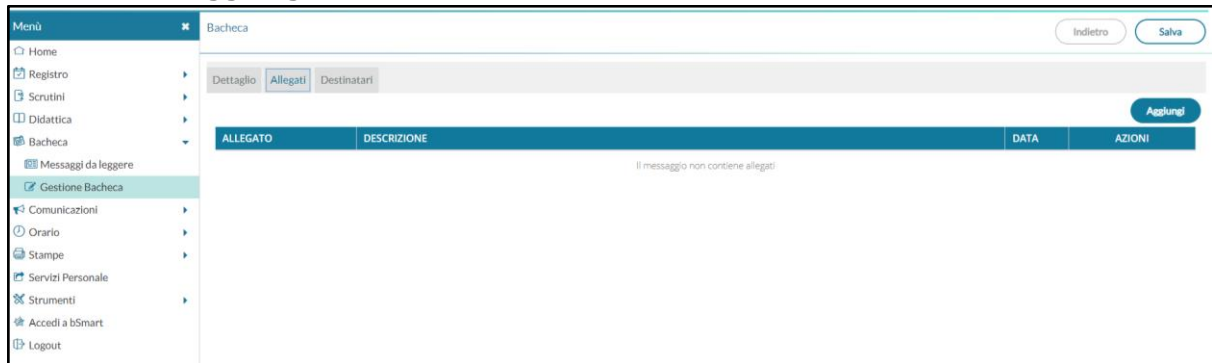 Menù
Bacheca
Indietro
Salva
Home
Registro
Scrutini
Didattica
Bacheca
Messaggi da leggere
Gestione Bacheca
Comunicazioni
Orario
Stampe
Servizi Personale
Strumenti
Accedi a bSmart
Logout
Dettaglio Allegati Destinatari
Aggiungi
ALLEGATO DESCRIZIONE DATA AZIONI
Il messaggio non contiene allegati